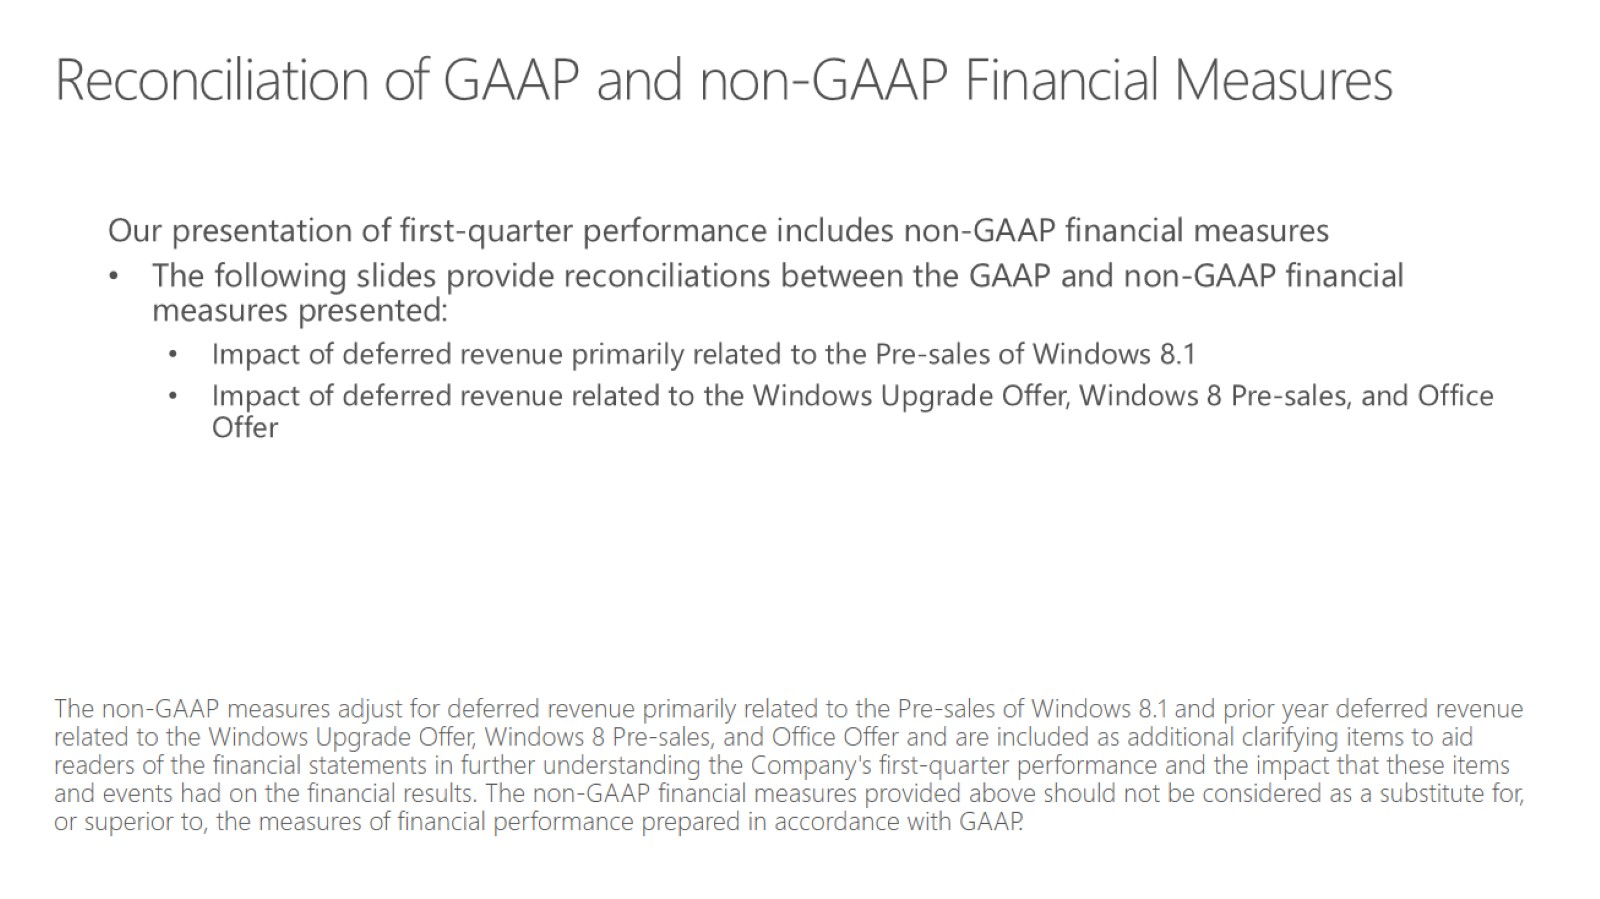 Reconciliation of GAAP and non-GAAP Financial Measures
Our presentation of first-quarter performance includes non-GAAP financial measures
• The following slides provide reconciliations between the GAAP and non-GAAP financial
measures presented:
• Impact of deferred revenue primarily related to the Pre-sales of Windows 8.1
• Impact of deferred revenue related to the Windows Upgrade Offer, Windows 8 Pre-sales, and Office
Offer
The non-GAAP measures adjust for deferred revenue primarily related to the Pre-sales of Windows 8.1 and prior year deferred revenue
related to the Windows Upgrade Offer, Windows 8 Pre-sales, and Office Offer and are included as additional clarifying items to aid
readers of the financial statements in further understanding the Company's first-quarter performance and the impact that these items
and events had on the financial results. The non-GAAP financial measures provided above should not be considered as a substitute for,
or superior to, the measures of financial performance prepared in accordance with GAAP.